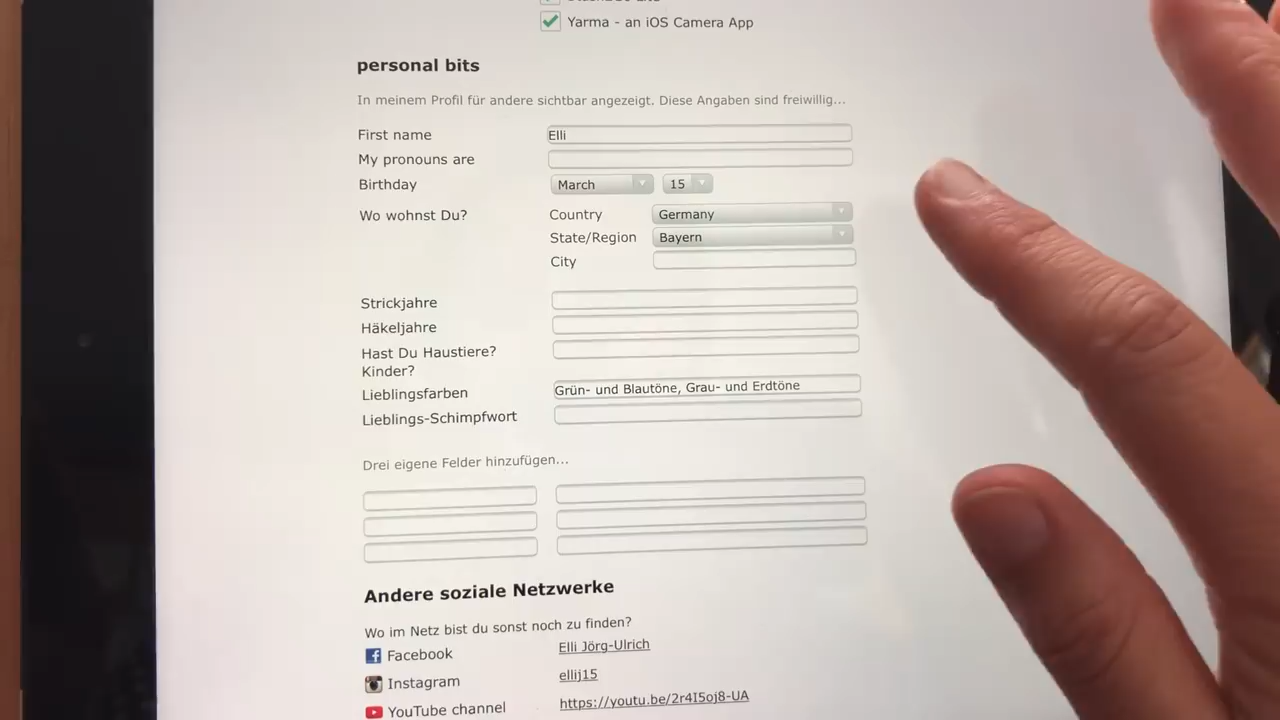 Yarma - an iOS Camera App
personal bits
In meinem Profil für andere sichtbar angezeigt. Diese Angaben sind freiwillig...
First name Elli
My pronouns are
Birthday March 15
Wo wohnst Du? Country Germany
State/Region Bayern
City
Strickjahre
Häkeljahre
Hast Du Haustiere?
Kinder?
Lieblingsfarben Grün- und Blautöne, Grau- und Erdtöne
Lieblings-Schimpfwort
Drei eigene Felder hinzufügen...
Andere soziale Netzwerke
Wo im Netz bist du sonst noch zu finden?
Facebook Elli Jörg-Ulrich
Instagram ellij15
YouTube channel https://youtu.be/2r4I5oj8-UA